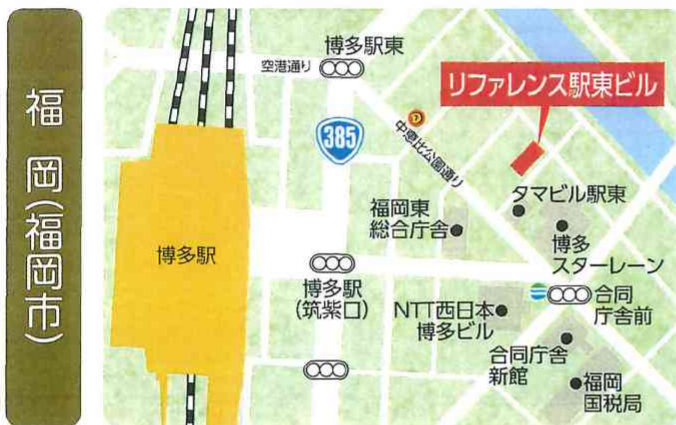 福岡(福岡市)
博多駅東
空港通り
リファレンス駅東ビル
385
中恵比公園通り
タマビル駅東
福岡東
総合庁舎
博多
スターレーン
博多駅
博多駅
(筑紫口)
NTT西日本
博多ビル
合同
庁舎前
合同庁舎
新館
福岡
国税局